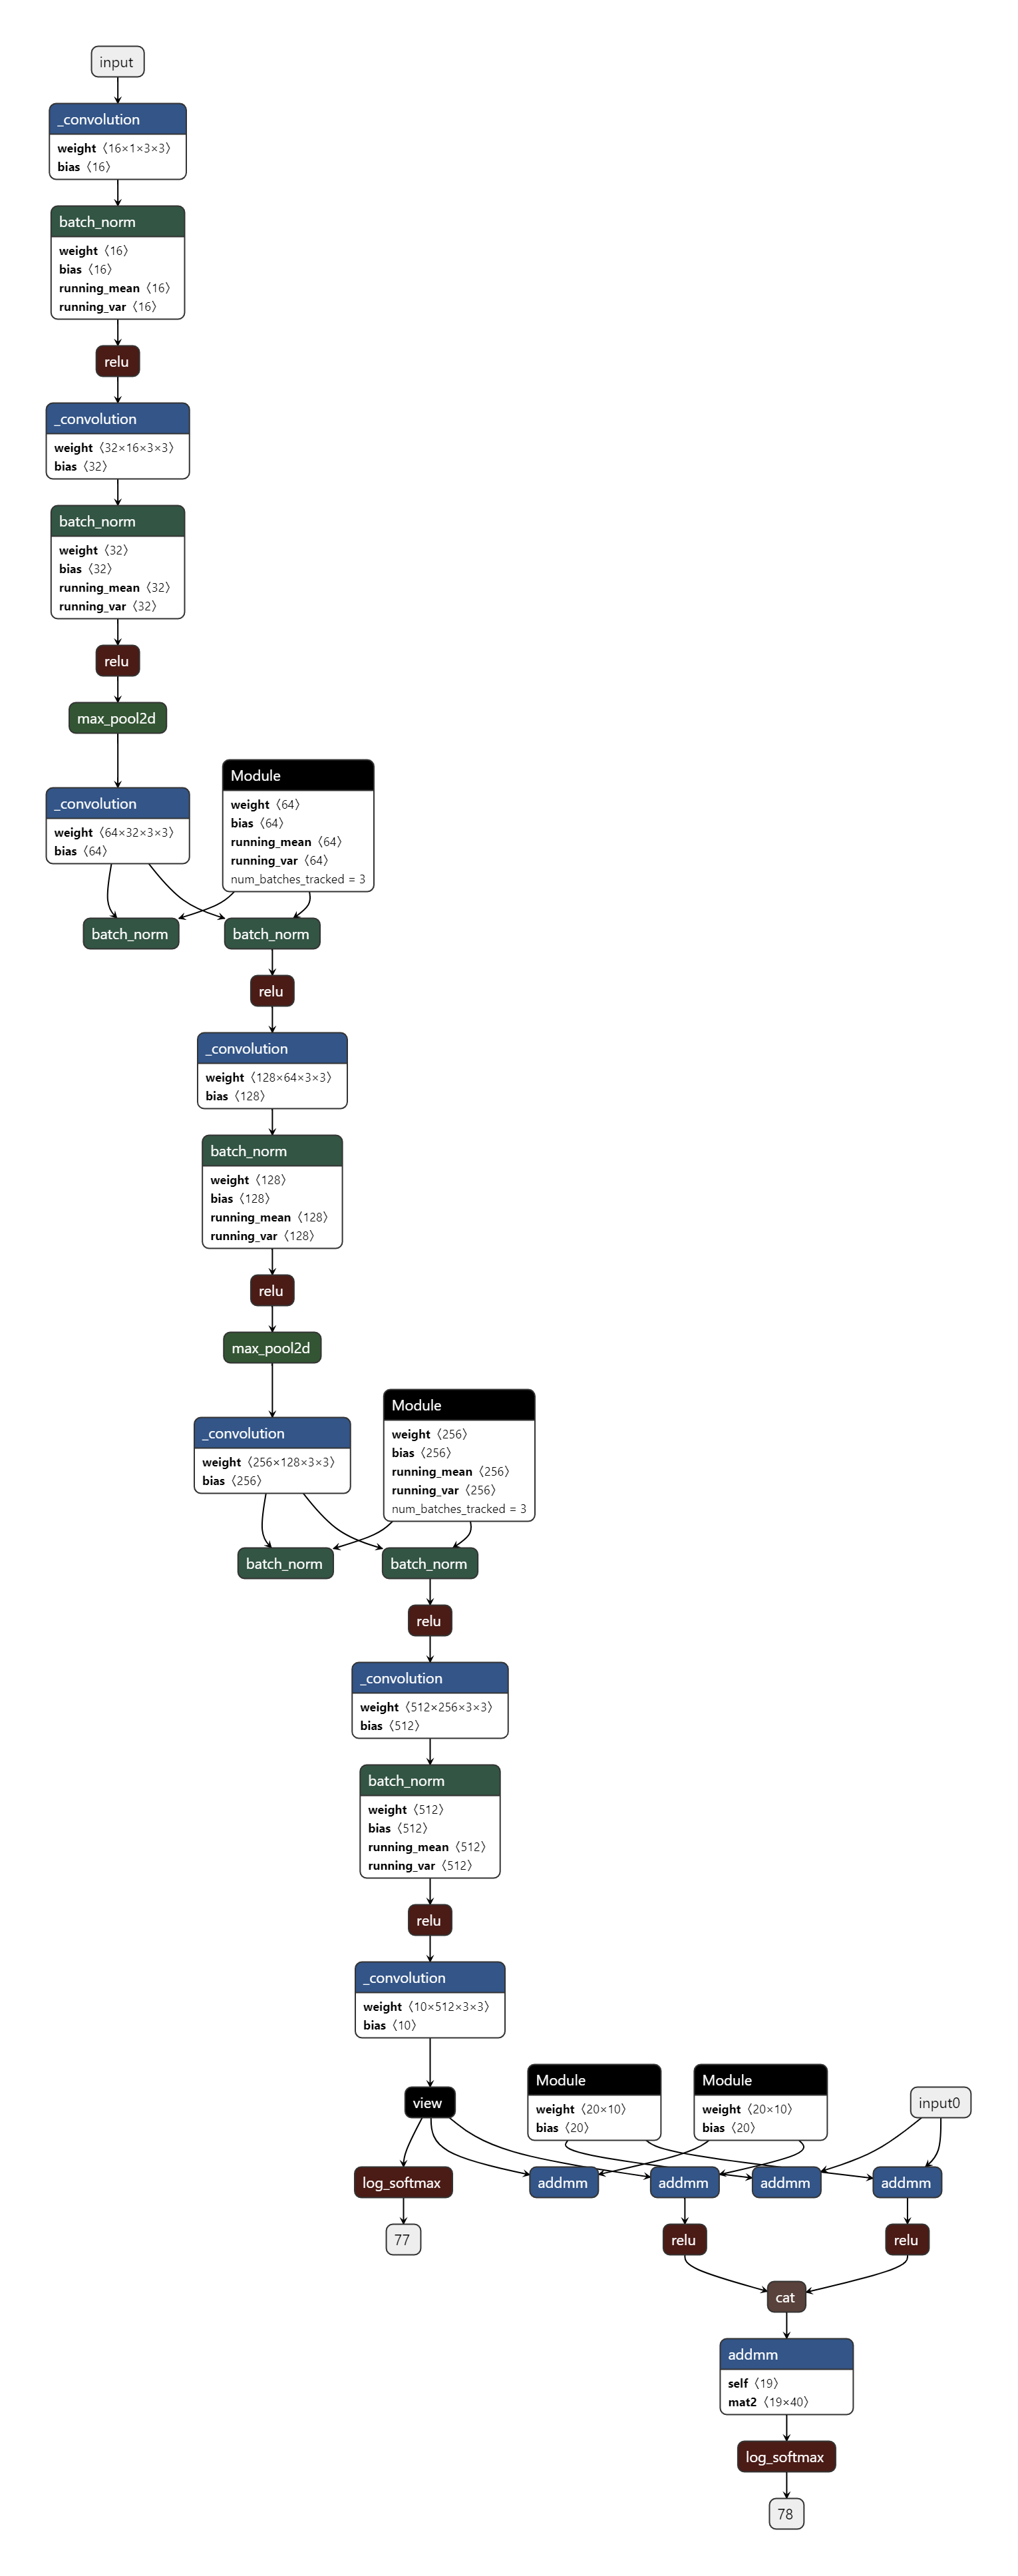 input
_convolution
weight〈16×1×3×3〉
bias〈16〉
batch_norm
weight〈16〉
bias〈16〉
running_mean〈16〉
running_var〈16〉
relu
_convolution
weight〈32×16×3×3〉
bias〈32〉
batch_norm
weight〈32〉
bias〈32〉
running_mean〈32〉
running_var〈32〉
relu
max_pool2d
_convolution
weight〈64×32×3×3〉
bias〈64〉
Module
weight〈64〉
bias〈64〉
running_mean〈64〉
running_var〈64〉
num_batches_tracked = 3
batch_norm
batch_norm
relu
_convolution
weight〈128×64×3×3〉
bias〈128〉
batch_norm
weight〈128〉
bias〈128〉
running_mean〈128〉
running_var〈128〉
relu
max_pool2d
_convolution
weight〈256×128×3×3〉
bias〈256〉
Module
weight〈256〉
bias〈256〉
running_mean〈256〉
running_var〈256〉
num_batches_tracked = 3
batch_norm
batch_norm
relu
_convolution
weight〈512×256×3×3〉
bias〈512〉
batch_norm
weight〈512〉
bias〈512〉
running_mean〈512〉
running_var〈512〉
relu
_convolution
weight〈10×512×3×3〉
bias〈10〉
view
Module
weight〈20×10〉
bias〈20〉
Module
weight〈20×10〉
bias〈20〉
input0
log_softmax
addmm
addmm
addmm
addmm
77
relu
relu
cat
addmm
self〈19〉
mat2〈19×40〉
log_softmax
78